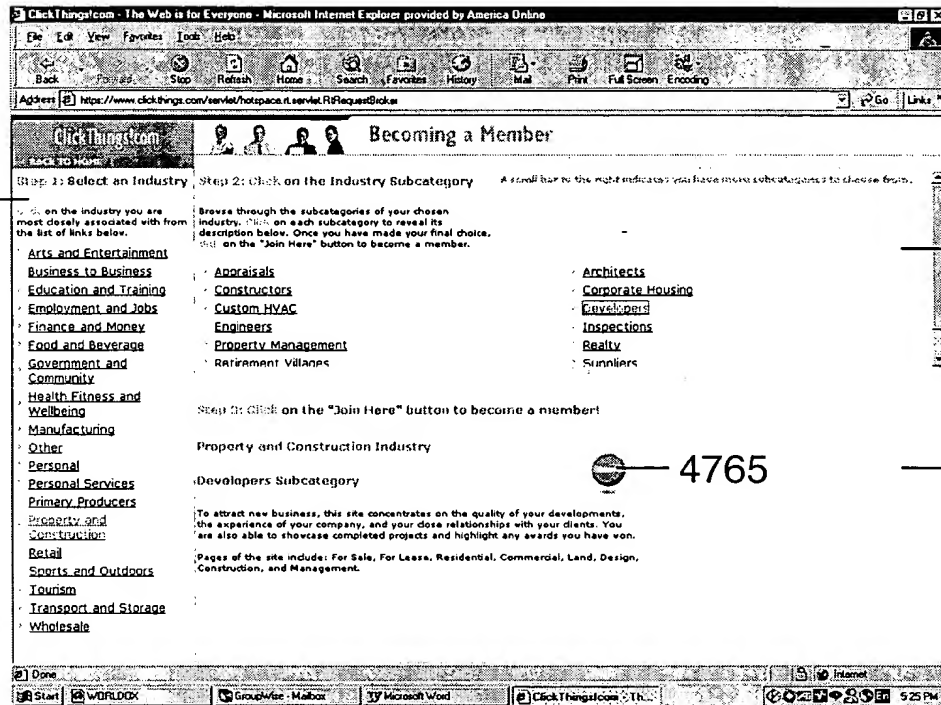 ClickThings!com - The Web is for Everyone - Microsoft Internet Explorer provided by America Online
File Edit View Favorites Tools Help
Back Forward Stop Refresh Home Search Favorites History Mail Print Full Screen Encoding
Address https://www.clickthings.com/servlet/hotspace.rt.servlet.RtRequestBroker Go Links
ClickThings!com
BACK TO HOME
Becoming a Member
Step 1: Select an Industry
Click on the industry you are
most closely associated with from
the list of links below.
Arts and Entertainment
Business to Business
Education and Training
Employment and Jobs
Finance and Money
Food and Beverage
Government and
Community
Health Fitness and
Wellbeing
Manufacturing
Other
Personal
Personal Services
Primary Producers
Property and
Construction
Retail
Sports and Outdoors
Tourism
Transport and Storage
Wholesale
Step 2: Click on the Industry Subcategory
A scroll bar to the right indicates you have more subcategories to choose from.
Browse through the subcategories of your chosen
industry. Click on each subcategory to reveal its
description below. Once you have made your final choice,
click on the "Join Here" button to become a member.
Appraisals
Constructors
Custom HVAC
Engineers
Property Management
Retirement Villages
Architects
Corporate Housing
Developers
Inspections
Realty
Suppliers
Step 3: Click on the "Join Here" button to become a member!
Property and Construction Industry
4765
Developers Subcategory
To attract new business, this site concentrates on the quality of your developments,
the experience of your company, and your close relationships with your clients. You
are also able to showcase completed projects and highlight any awards you have won.
Pages of the site include: For Sale, For Lease, Residential, Commercial, Land, Design,
Construction, and Management.
Done Internet
Start WORLDOX GroupWise - Mailbox Microsoft Word ClickThings!com - Th... 5:25 PM